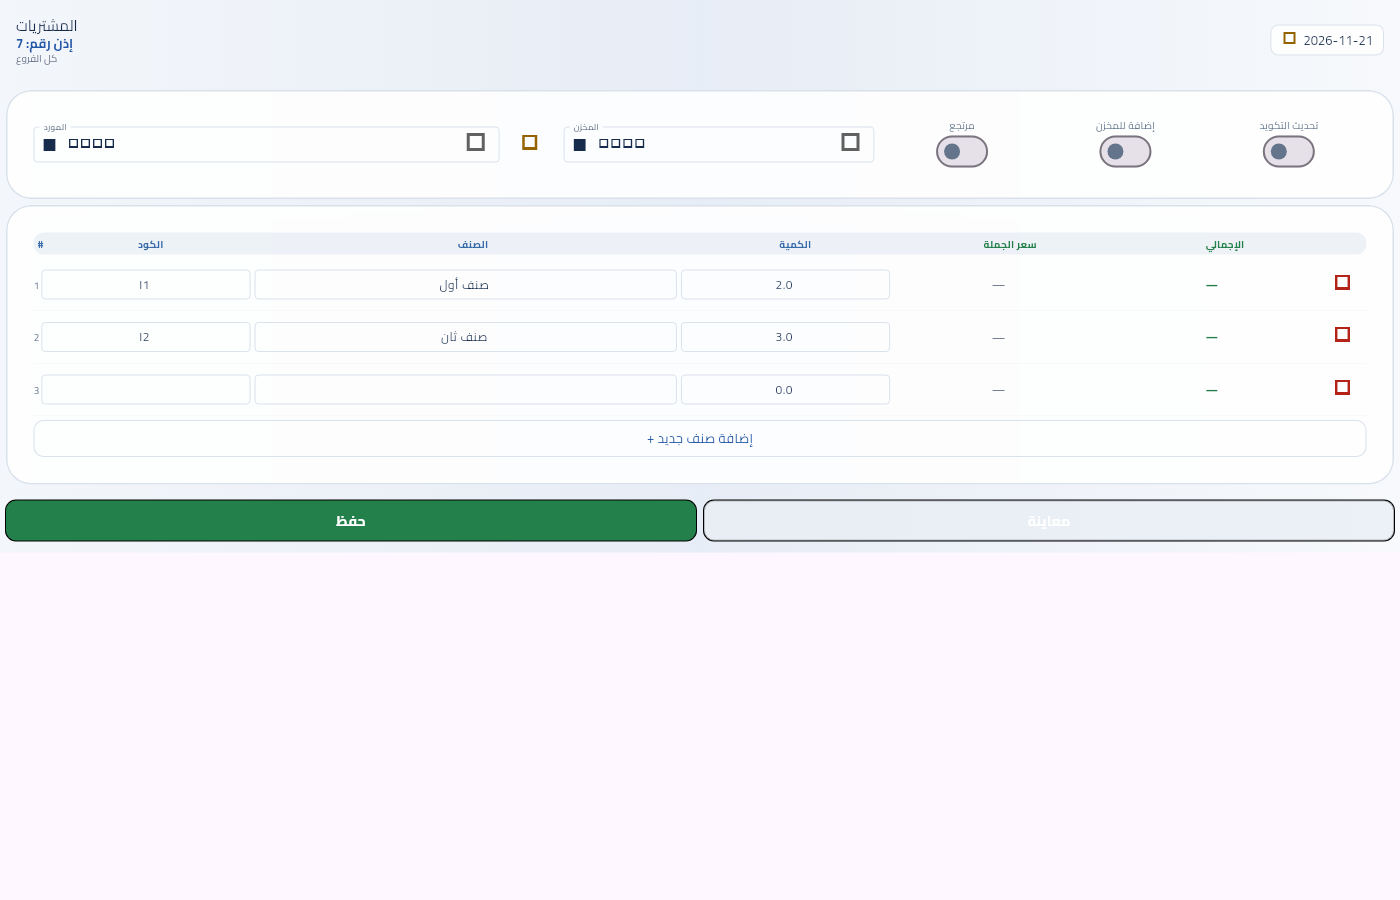 المشتريات
إذن رقم: 7
كل الفروع
2026-11-21
المورد
المخزن
مرتجع
إضافة للمخزن
تحديث التكويد
# الكود الصنف الكمية سعر الجملة الإجمالي
1 I1 صنف أول 2.0 — —
2 I2 صنف ثان 3.0 — —
3 0.0 — —
إضافة صنف جديد +
حفظ
معاينة